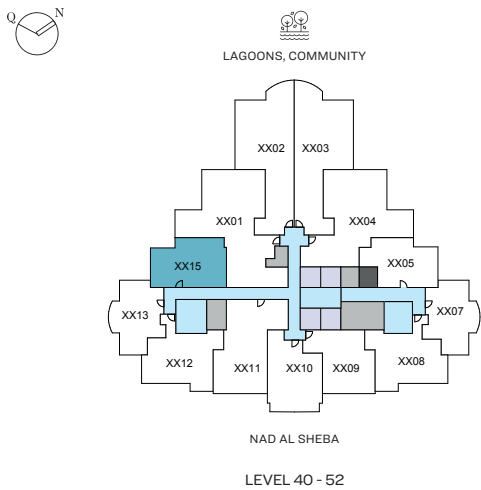 Q N
LAGOONS, COMMUNITY
XX02 XX03
XX01 XX04
XX15 XX05
XX13 XX07
XX12 XX11 XX10 XX09 XX08
NAD AL SHEBA
LEVEL 40 - 52